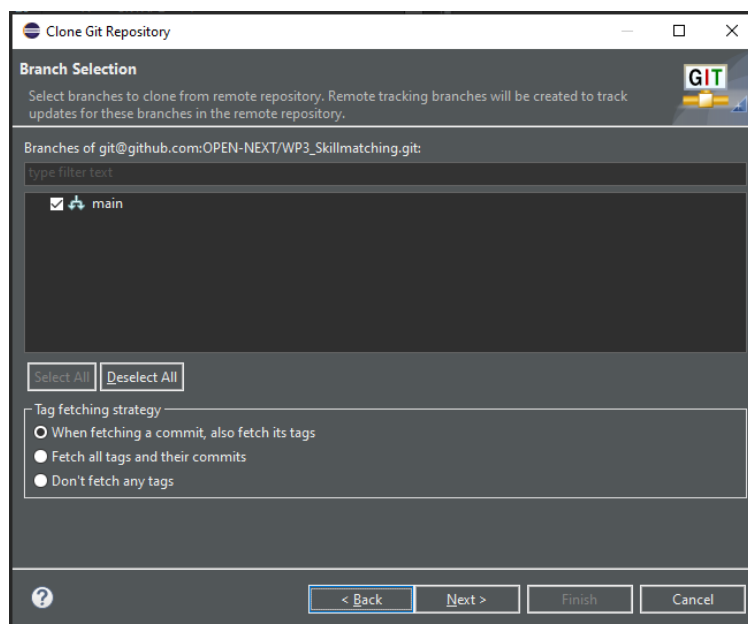 Clone Git Repository
Branch Selection
Select branches to clone from remote repository. Remote tracking branches will be created to track
updates for these branches in the remote repository.
GIT
Branches of git@github.com:OPEN-NEXT/WP3_Skillmatching.git:
type filter text
main
Select All Deselect All
Tag fetching strategy
When fetching a commit, also fetch its tags
Fetch all tags and their commits
Don't fetch any tags
? < Back Next > Finish Cancel